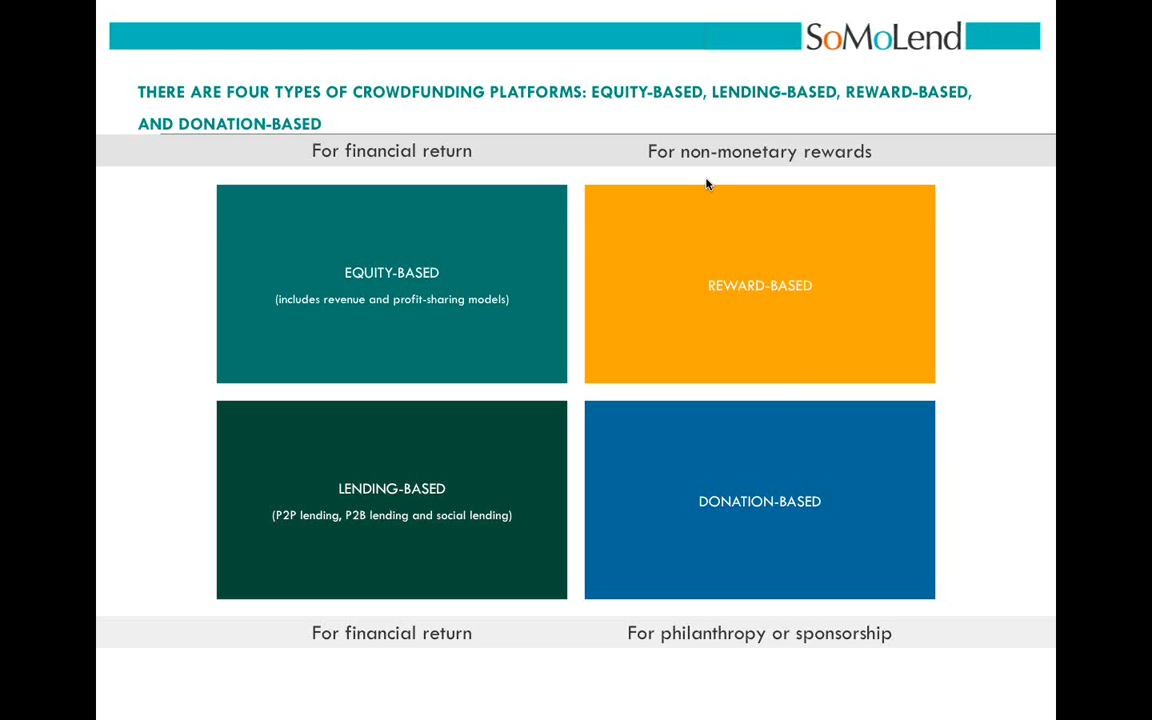 SoMoLend
THERE ARE FOUR TYPES OF CROWDFUNDING PLATFORMS: EQUITY-BASED, LENDING-BASED, REWARD-BASED,
AND DONATION-BASED
For financial return
For non-monetary rewards
EQUITY-BASED
(includes revenue and profit-sharing models)
REWARD-BASED
LENDING-BASED
(P2P lending, P2B lending and social lending)
DONATION-BASED
For financial return
For philanthropy or sponsorship